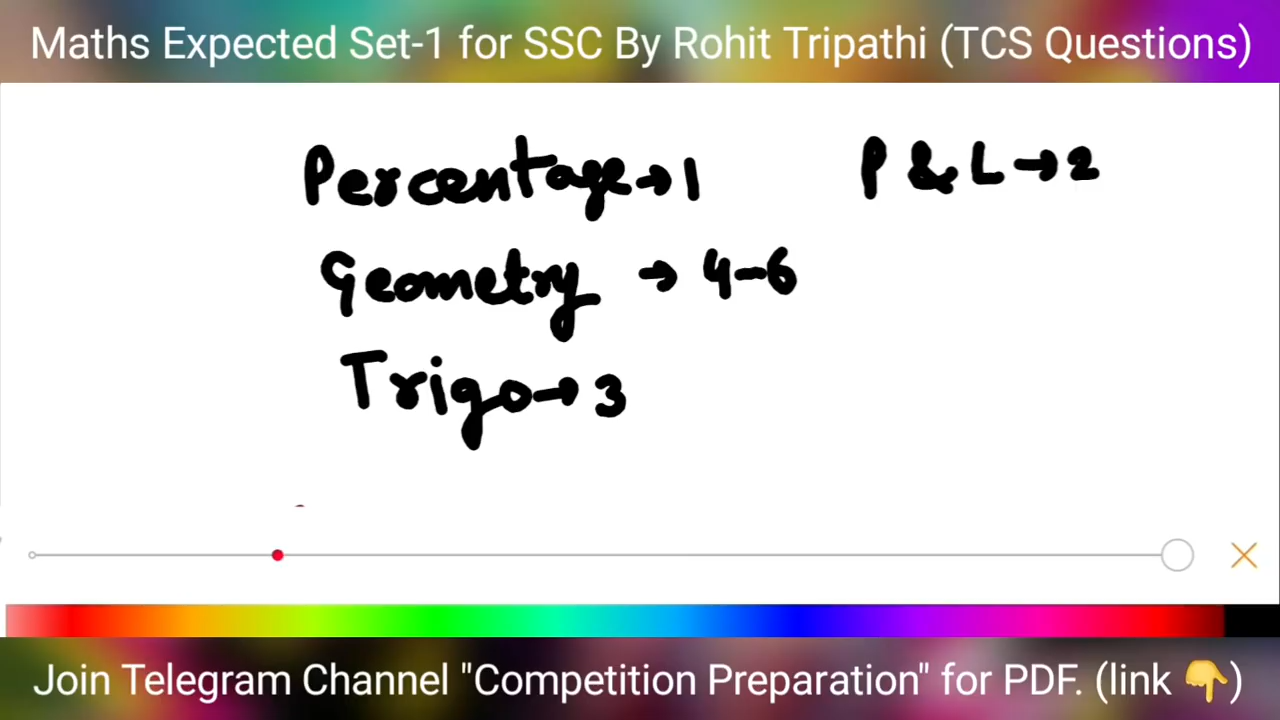 Maths Expected Set-1 for SSC By Rohit Tripathi (TCS Questions)
Percentage → 1 P & L → 2
Geometry → 4-6
Trigo → 3
Join Telegram Channel "Competition Preparation" for PDF. (link 👇)